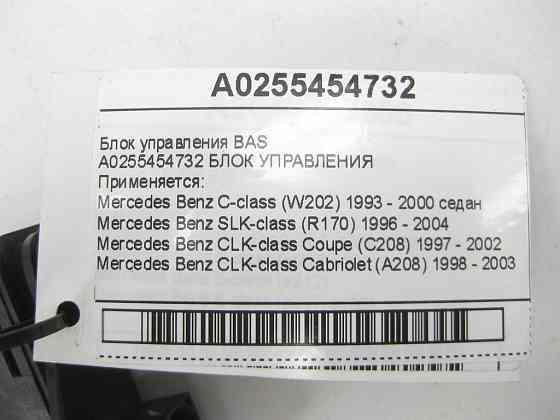 A0255454732
Блок управления BAS
A0255454732 БЛОК УПРАВЛЕНИЯ
Применяется:
Mercedes Benz C-class (W202) 1993 - 2000 седан
Mercedes Benz SLK-class (R170) 1996 - 2004
Mercedes Benz CLK-class Coupe (C208) 1997 - 2002
Mercedes Benz CLK-class Cabriolet (A208) 1998 - 2003